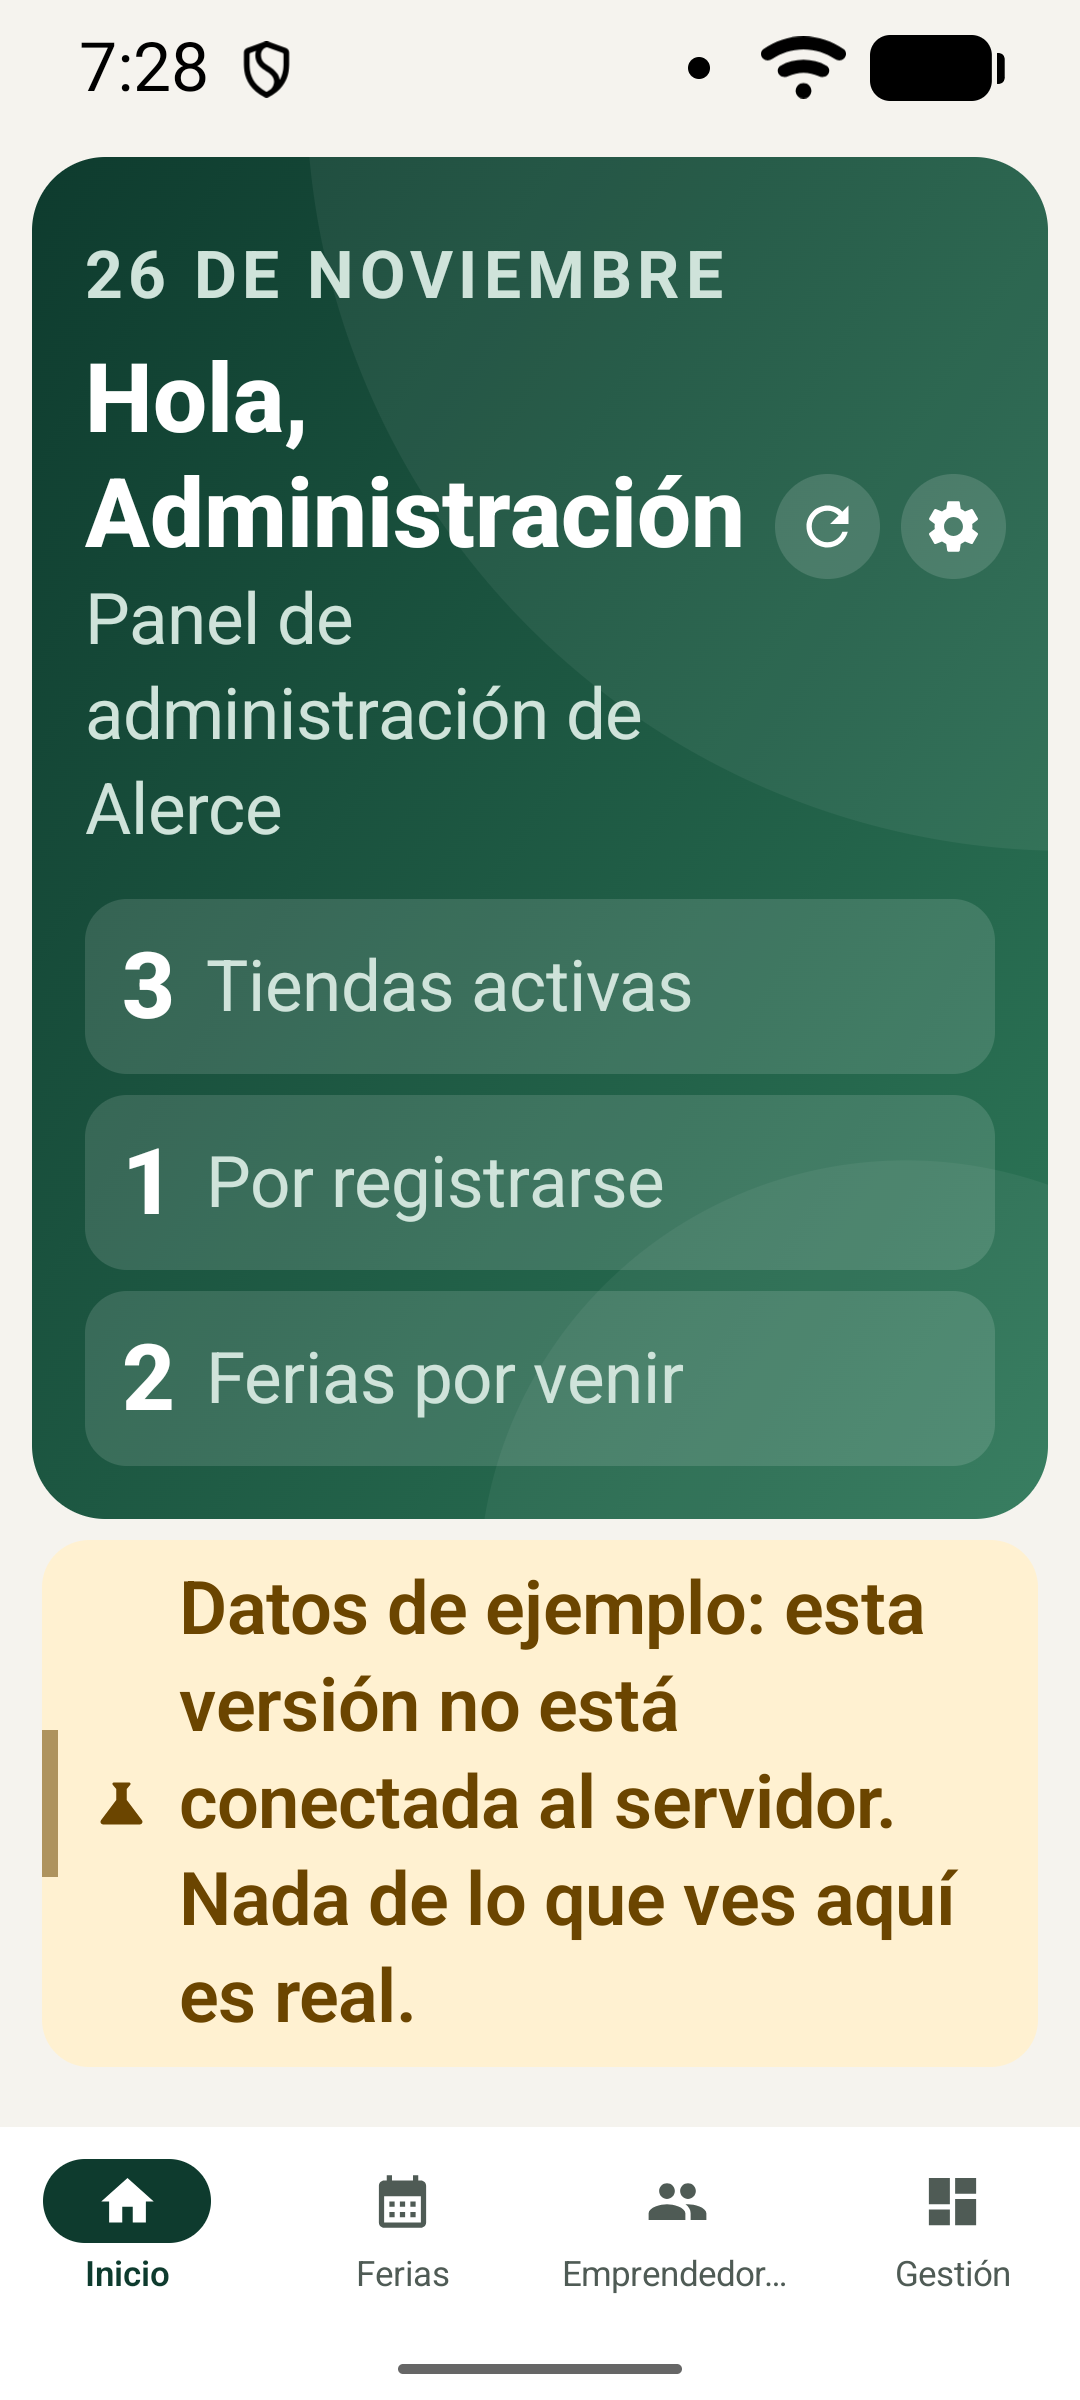 7:28
26 DE NOVIEMBRE
Hola,
Administración
Panel de
administración de
Alerce
3 Tiendas activas
1 Por registrarse
2 Ferias por venir
Datos de ejemplo: esta
versión no está
conectada al servidor.
Nada de lo que ves aquí
es real.
Inicio
Ferias
Emprendedor...
Gestión